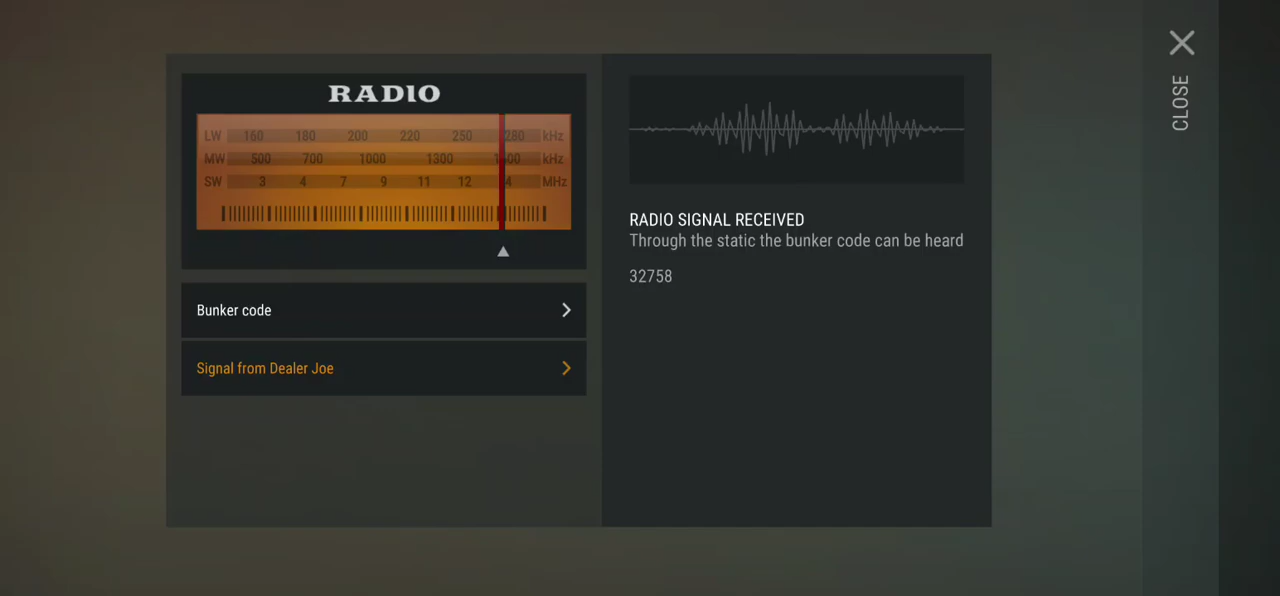 RADIO
LW 160 180 200 220 250 280 kHz
MW 500 700 1000 1300 1600 kHz
SW 3 4 7 9 11 12 4 MHz
Bunker code
Signal from Dealer Joe
RADIO SIGNAL RECEIVED
Through the static the bunker code can be heard
32758
CLOSE